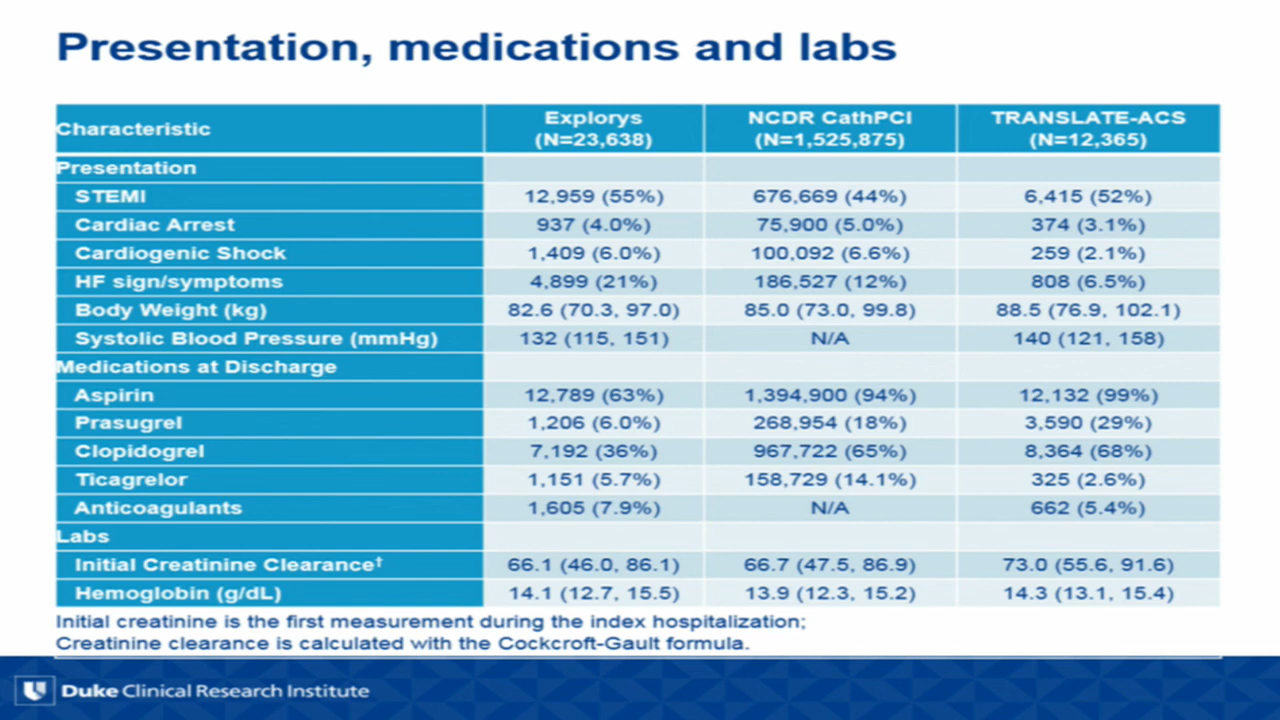 Presentation, medications and labs
Characteristic Explorys (N=23,638) NCDR CathPCI (N=1,525,875) TRANSLATE-ACS (N=12,365)
Presentation
STEMI 12,959 (55%) 676,669 (44%) 6,415 (52%)
Cardiac Arrest 937 (4.0%) 75,900 (5.0%) 374 (3.1%)
Cardiogenic Shock 1,409 (6.0%) 100,092 (6.6%) 259 (2.1%)
HF sign/symptoms 4,899 (21%) 186,527 (12%) 808 (6.5%)
Body Weight (kg) 82.6 (70.3, 97.0) 85.0 (73.0, 99.8) 88.5 (76.9, 102.1)
Systolic Blood Pressure (mmHg) 132 (115, 151) N/A 140 (121, 158)
Medications at Discharge
Aspirin 12,789 (63%) 1,394,900 (94%) 12,132 (99%)
Prasugrel 1,206 (6.0%) 268,954 (18%) 3,590 (29%)
Clopidogrel 7,192 (36%) 967,722 (65%) 8,364 (68%)
Ticagrelor 1,151 (5.7%) 158,729 (14.1%) 325 (2.6%)
Anticoagulants 1,605 (7.9%) N/A 662 (5.4%)
Labs
Initial Creatinine Clearance† 66.1 (46.0, 86.1) 66.7 (47.5, 86.9) 73.0 (55.6, 91.6)
Hemoglobin (g/dL) 14.1 (12.7, 15.5) 13.9 (12.3, 15.2) 14.3 (13.1, 15.4)
Initial creatinine is the first measurement during the index hospitalization;
Creatinine clearance is calculated with the Cockcroft-Gault formula.
Duke Clinical Research Institute